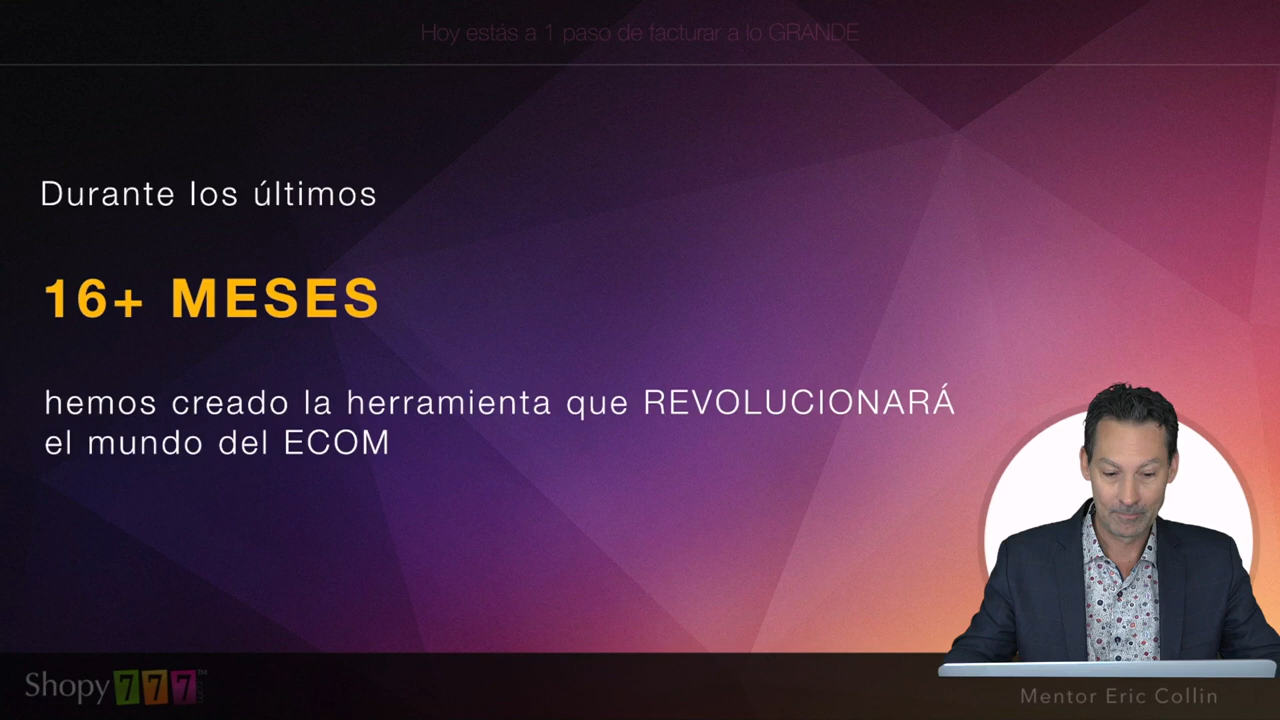 Hoy estás a 1 paso de facturar a lo GRANDE
Durante los últimos
16+ MESES
hemos creado la herramienta que REVOLUCIONARÁ
el mundo del ECOM
Shopy777™
Mentor Eric Collin